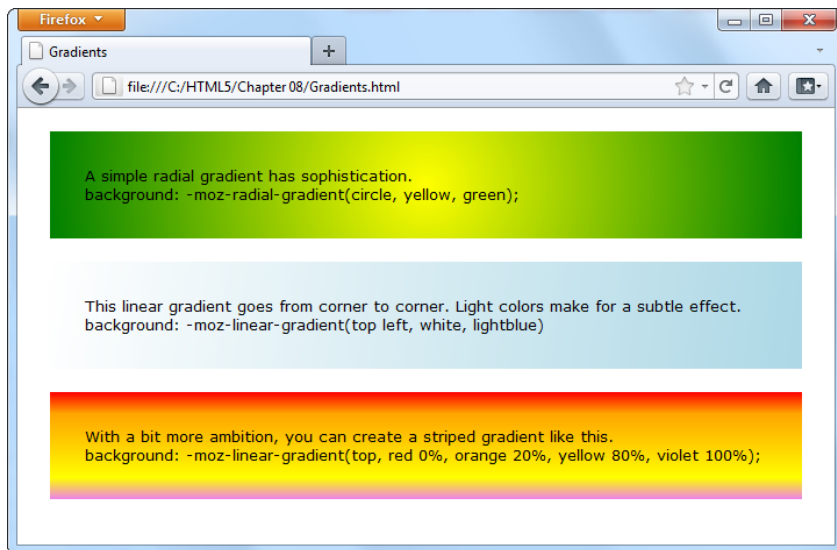 Firefox
Gradients
file:///C:/HTML5/Chapter 08/Gradients.html
A simple radial gradient has sophistication.
background: -moz-radial-gradient(circle, yellow, green);
This linear gradient goes from corner to corner. Light colors make for a subtle effect.
background: -moz-linear-gradient(top left, white, lightblue)
With a bit more ambition, you can create a striped gradient like this.
background: -moz-linear-gradient(top, red 0%, orange 20%, yellow 80%, violet 100%);